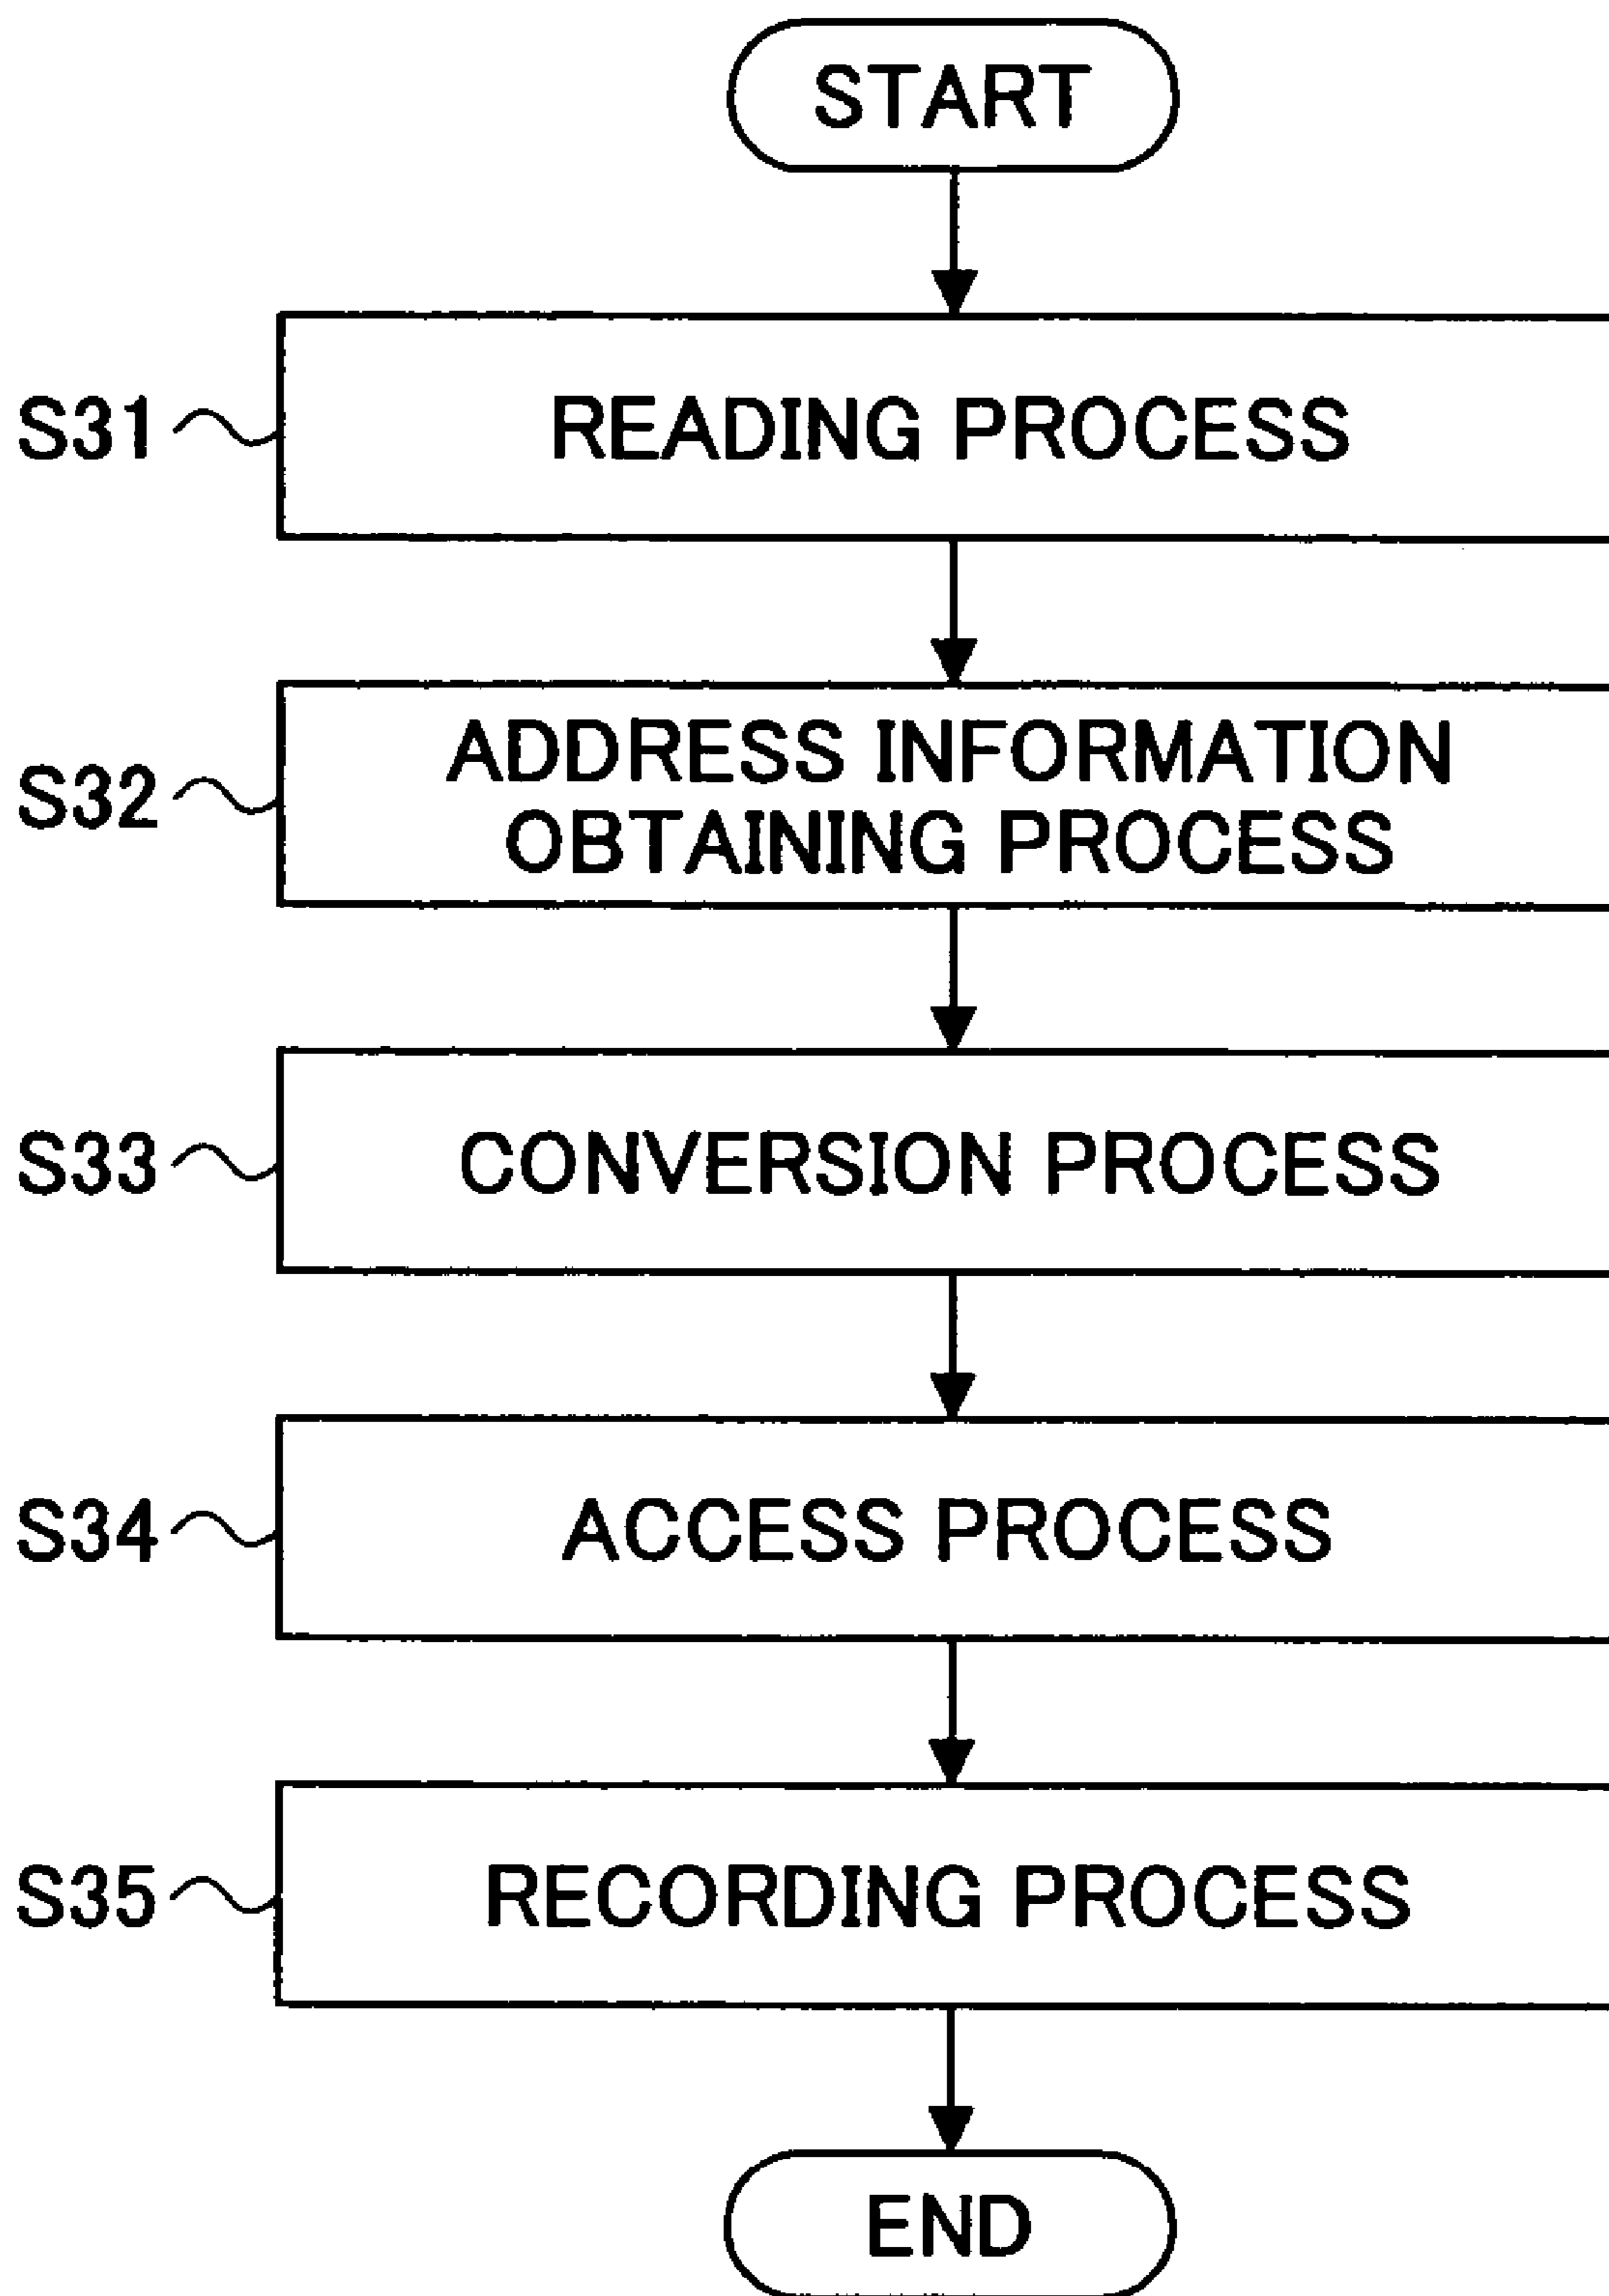 START
S31 READING PROCESS
S32 ADDRESS INFORMATION
OBTAINING PROCESS
S33 CONVERSION PROCESS
S34 ACCESS PROCESS
S35 RECORDING PROCESS
END